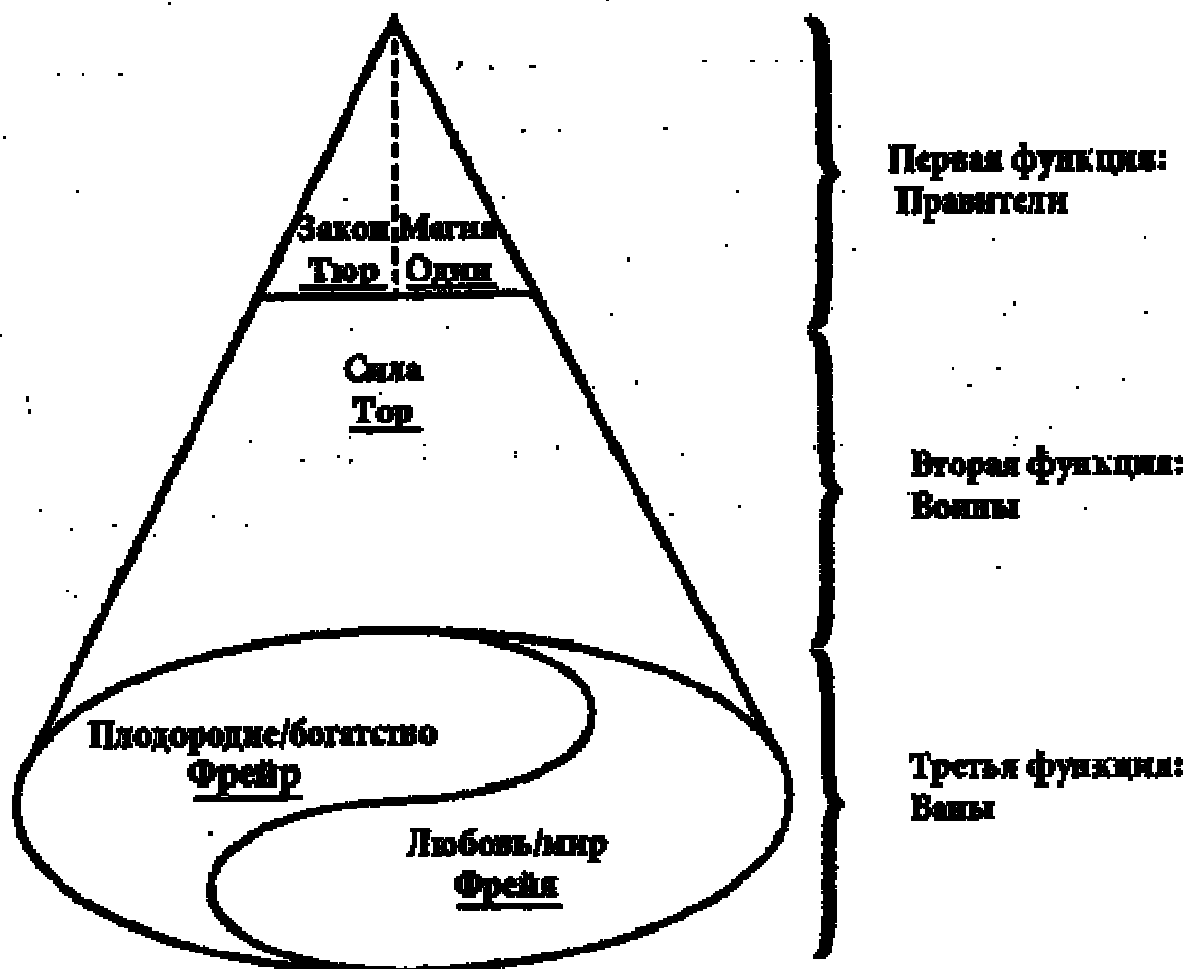 Закон Магия
Тюр Один
Сила
Тор
Плодородие/богатство
Фрейр
Любовь/мир
Фрейя
Первая функция:
Правители
Вторая функция:
Воины
Третья функция:
Ваны